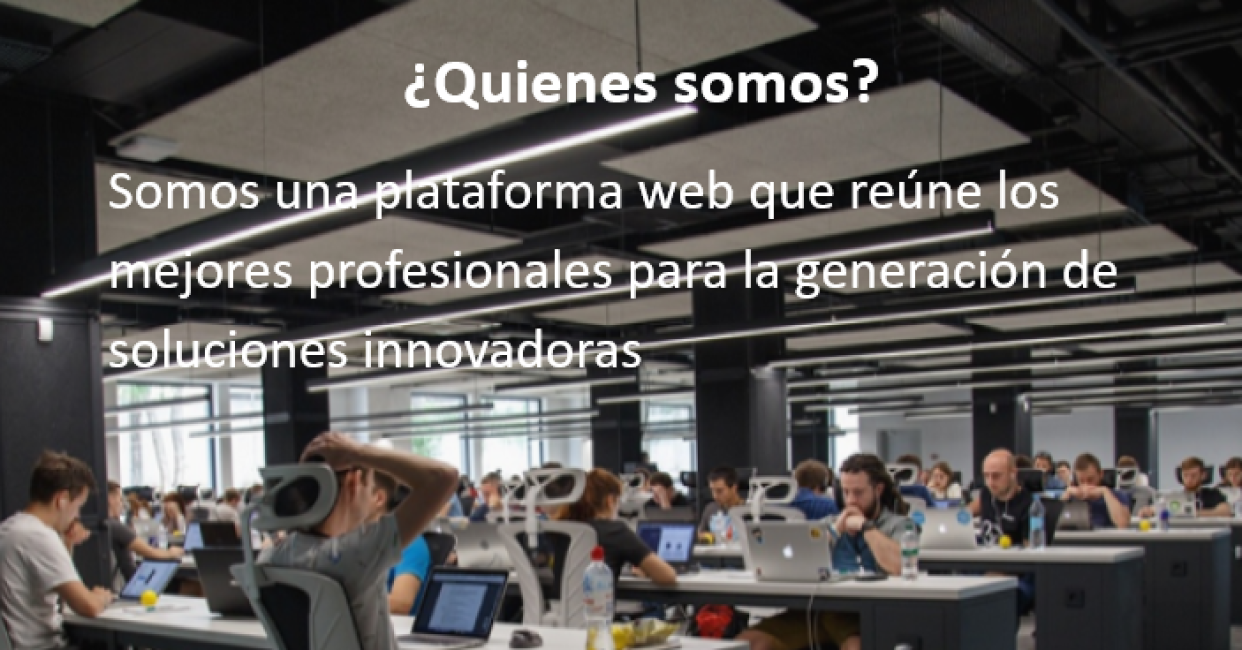 ¿Quienes somos?
Somos una plataforma web que reúne los
mejores profesionales para la generación de
soluciones innovadoras